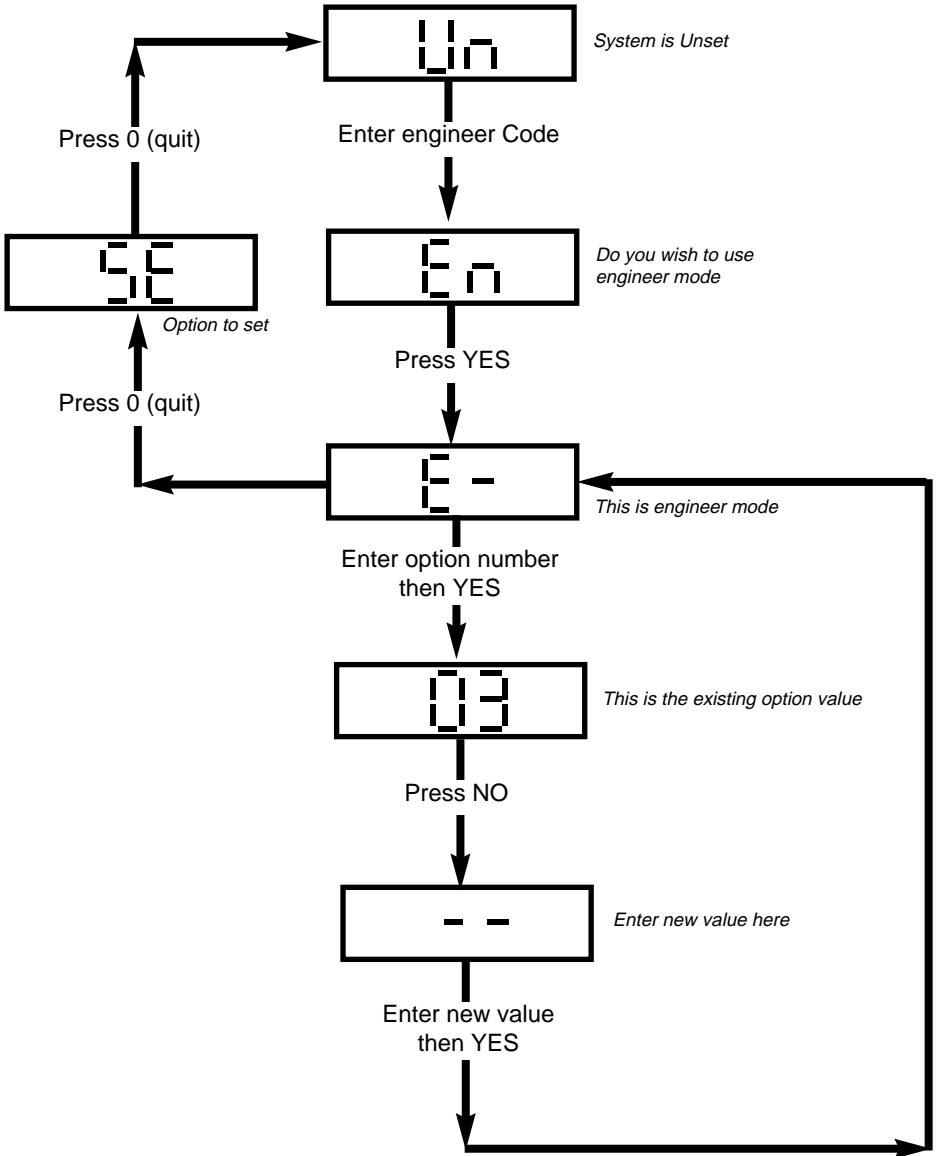 Un
System is Unset
Press 0 (quit)
Enter engineer Code
En
Do you wish to use
engineer mode
SE
Option to set
Press YES
Press 0 (quit)
E-
This is engineer mode
Enter option number
then YES
03
This is the existing option value
Press NO
- -
Enter new value here
Enter new value
then YES